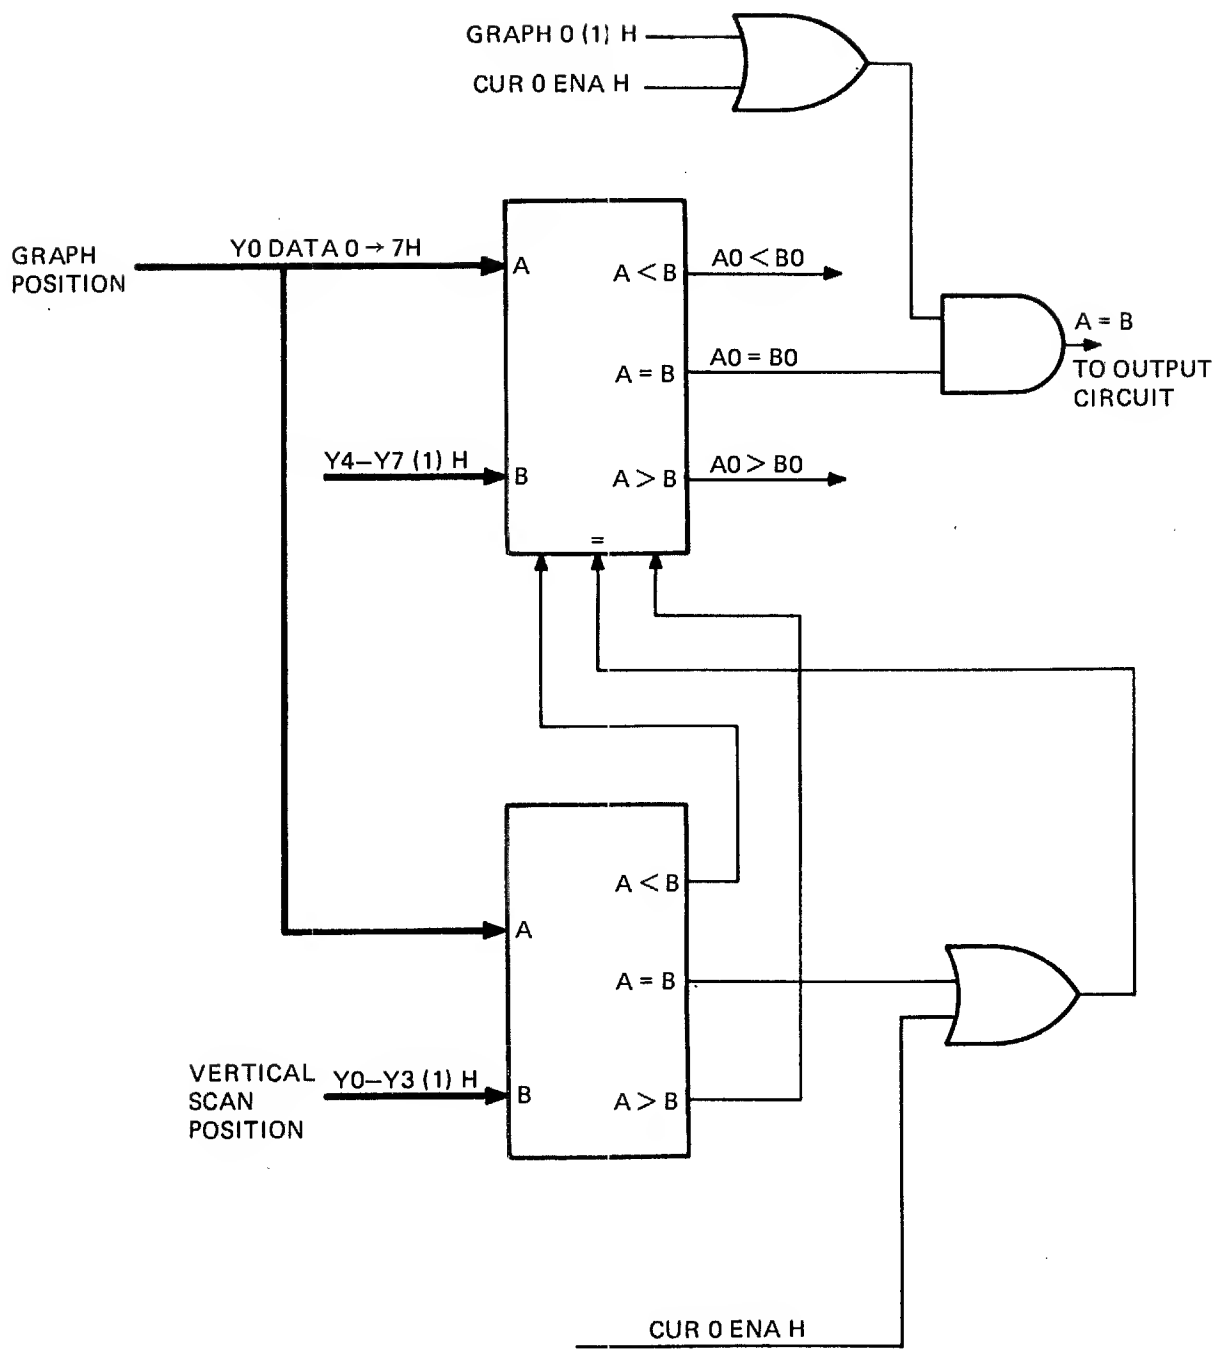 GRAPH 0 (1) H
CUR 0 ENA H
GRAPH
POSITION
Y0 DATA 0 → 7H
A
A < B
A0 < B0
A = B
TO OUTPUT
CIRCUIT
A = B
A0 = B0
Y4–Y7 (1) H
B
A > B
A0 > B0
=
A < B
A
A = B
VERTICAL
SCAN
POSITION
Y0–Y3 (1) H
B
A > B
CUR 0 ENA H